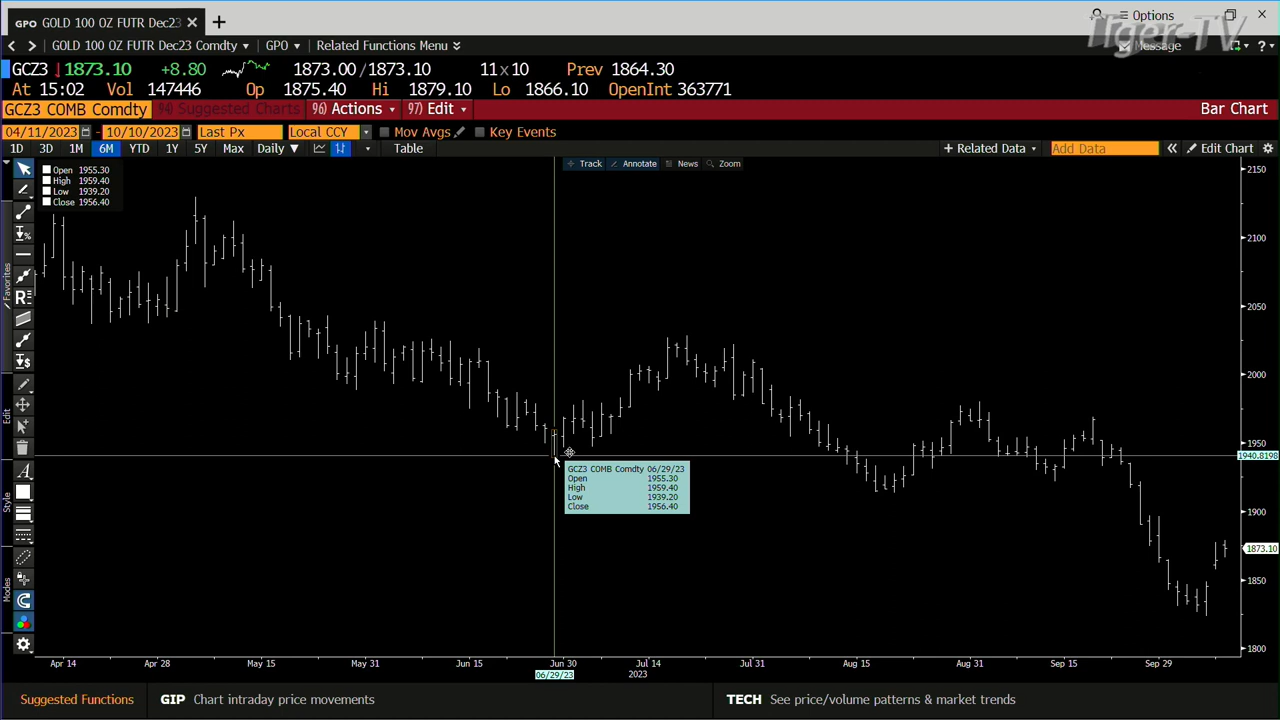 GPO GOLD 100 OZ FUTR Dec23
Options
Tiger-TV
GOLD 100 OZ FUTR Dec23 Comdty GPO Related Functions Menu Message
GCZ3 1873.10 +8.80 1873.00/1873.10 11x10 Prev 1864.30
At 15:02 Vol 147446 Op 1875.40 Hi 1879.10 Lo 1866.10 OpenInt 363771
GCZ3 COMB Comdty 94) Suggested Charts 96) Actions 97) Edit Bar Chart
04/11/2023 - 10/10/2023 Last Px Local CCY Mov Avgs Key Events
1D 3D 1M 6M YTD 1Y 5Y Max Daily Table + Related Data Add Data Edit Chart
Track Annotate News Zoom
Open 1955.30
High 1959.40
Low 1939.20
Close 1956.40
Favorites
Edit
Style
Modes
2150
2100
2050
2000
1950
1940.8198
1900
1873.10
1850
1800
GCZ3 COMB Comdty 06/29/23
Open 1955.30
High 1959.40
Low 1939.20
Close 1956.40
Apr 14 Apr 28 May 15 May 31 Jun 15 Jun 30 Jul 14 Jul 31 Aug 15 Aug 31 Sep 15 Sep 29
06/29/23 2023
Suggested Functions GIP Chart intraday price movements TECH See price/volume patterns & market trends